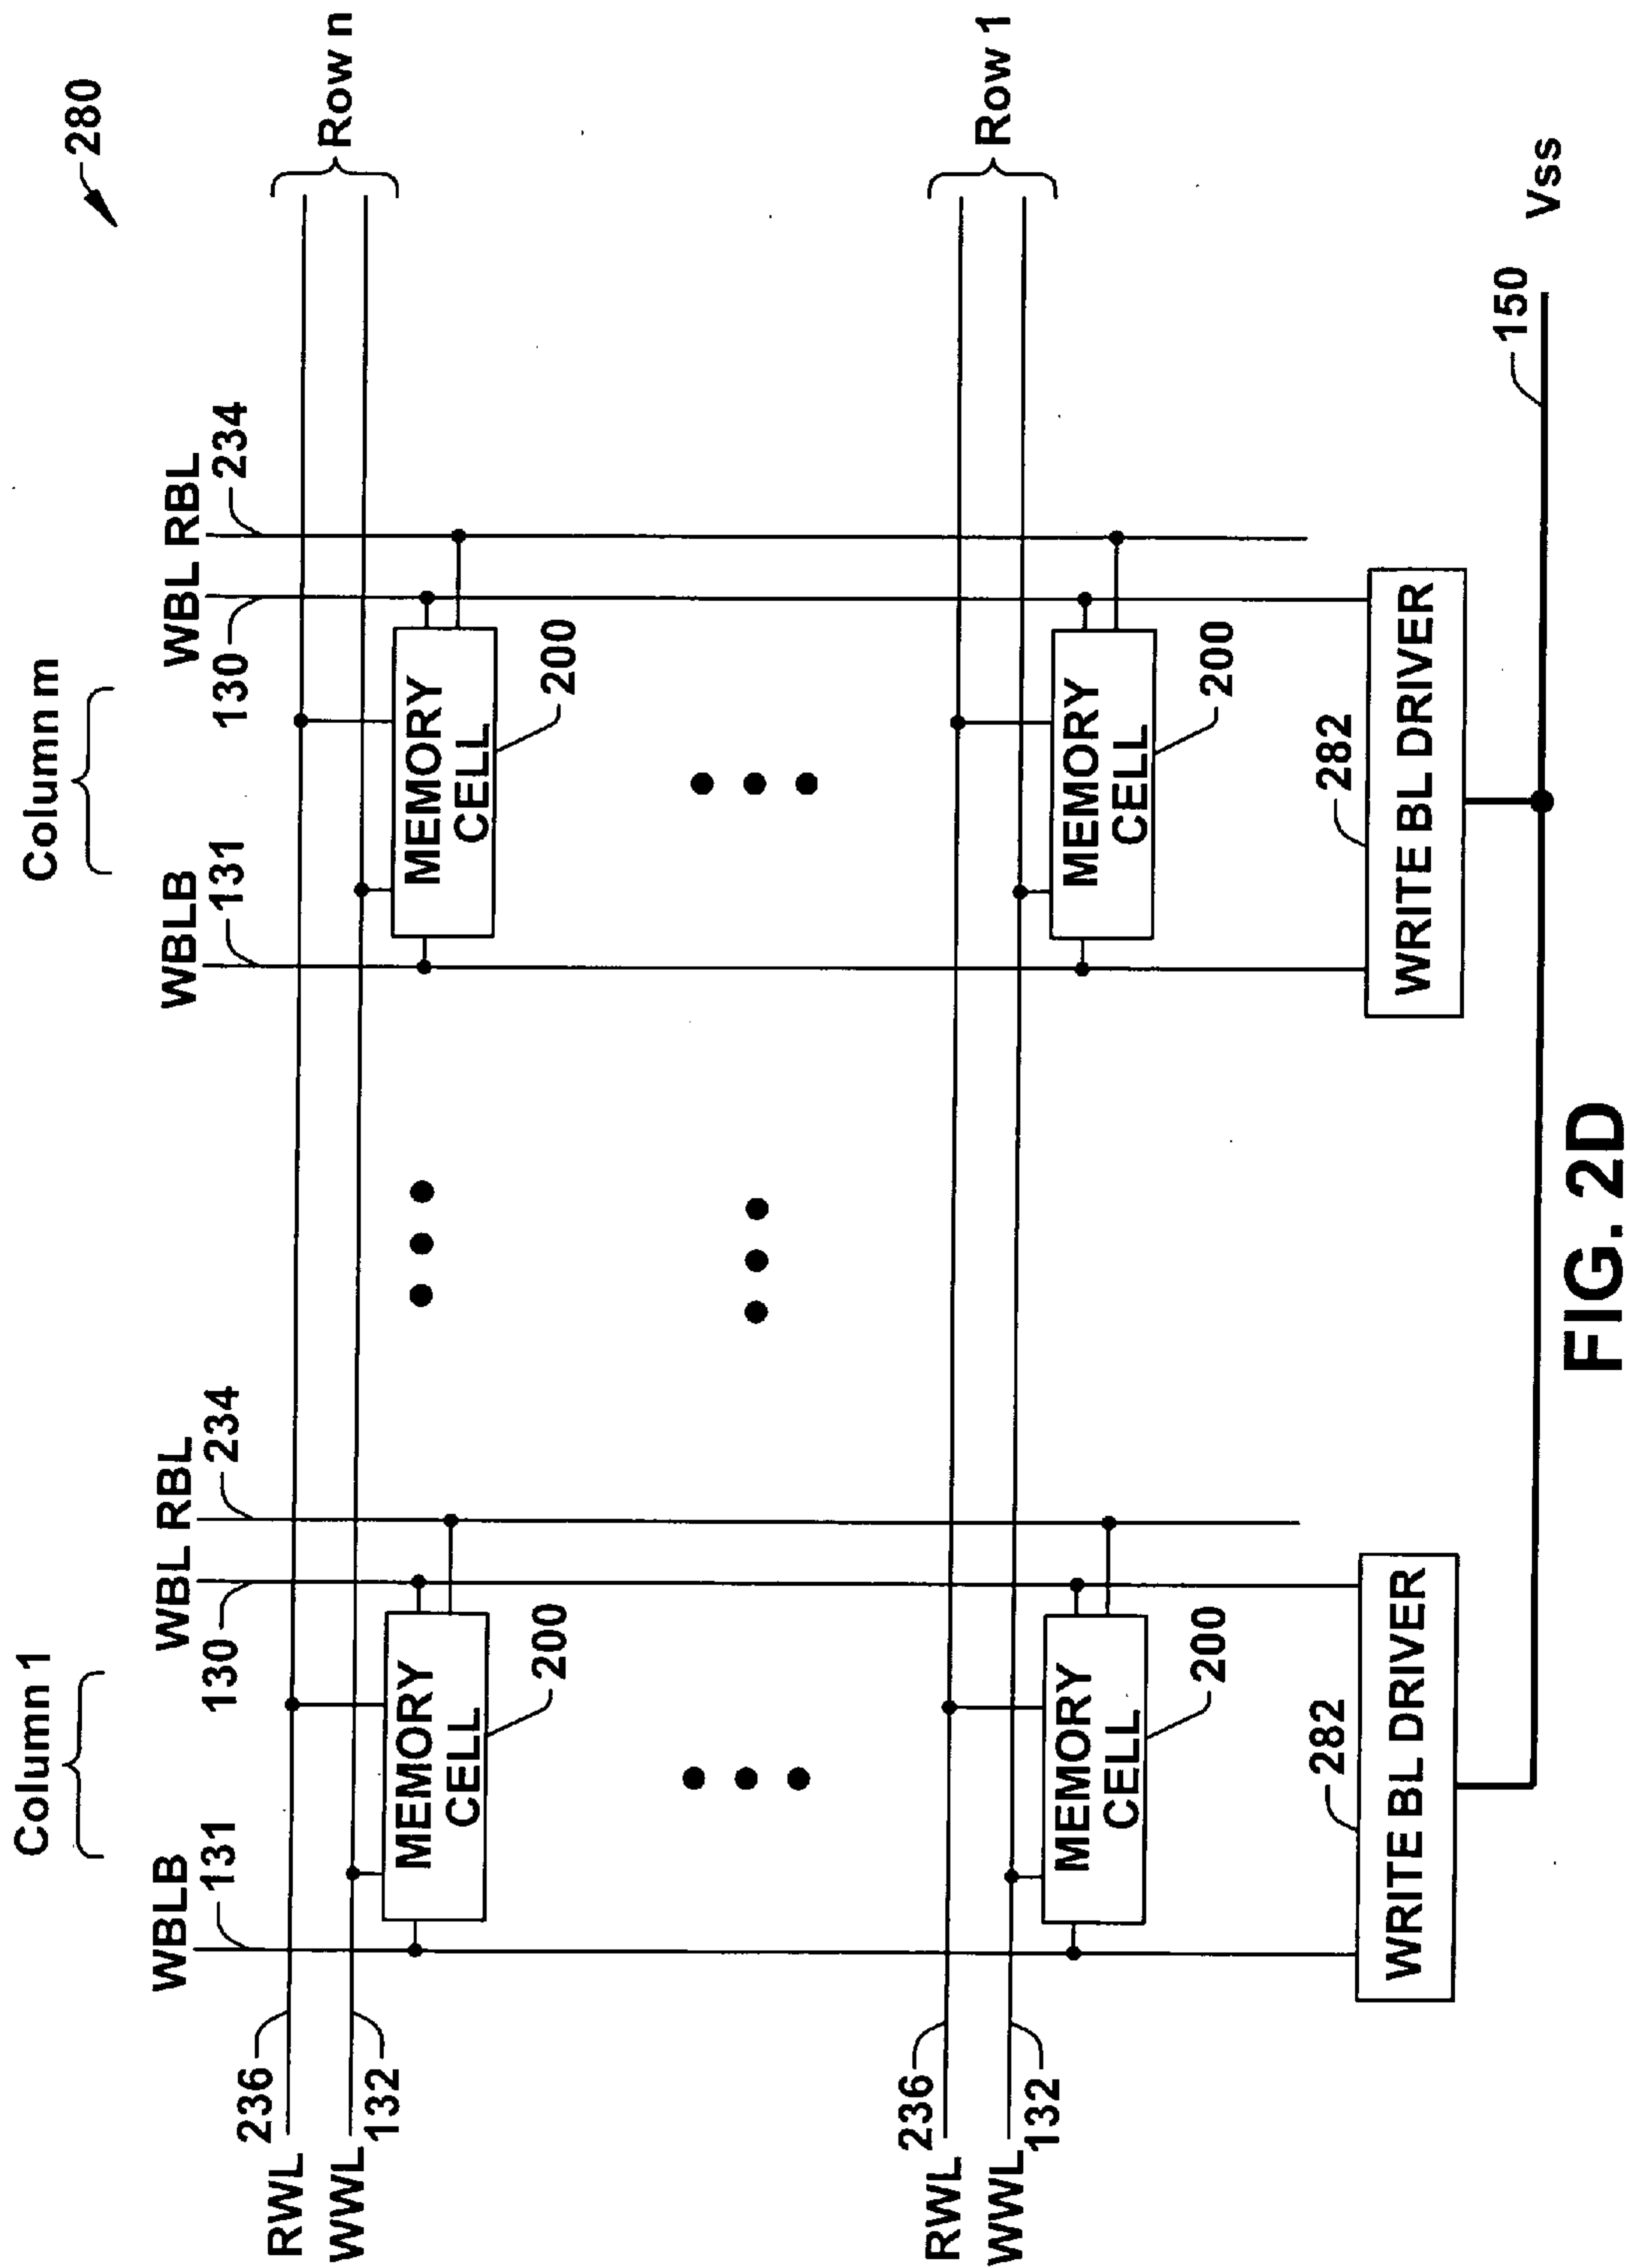 280
Column 1
Column m
WBLB
WBL RBL
WBLB
WBL RBL
131
130
234
131
130
234
236
RWL
Row n
WWL
132
MEMORY
CELL
200
MEMORY
CELL
200
236
RWL
Row 1
WWL
132
MEMORY
CELL
200
MEMORY
CELL
200
282
WRITE BL DRIVER
282
WRITE BL DRIVER
150
Vss
FIG. 2D